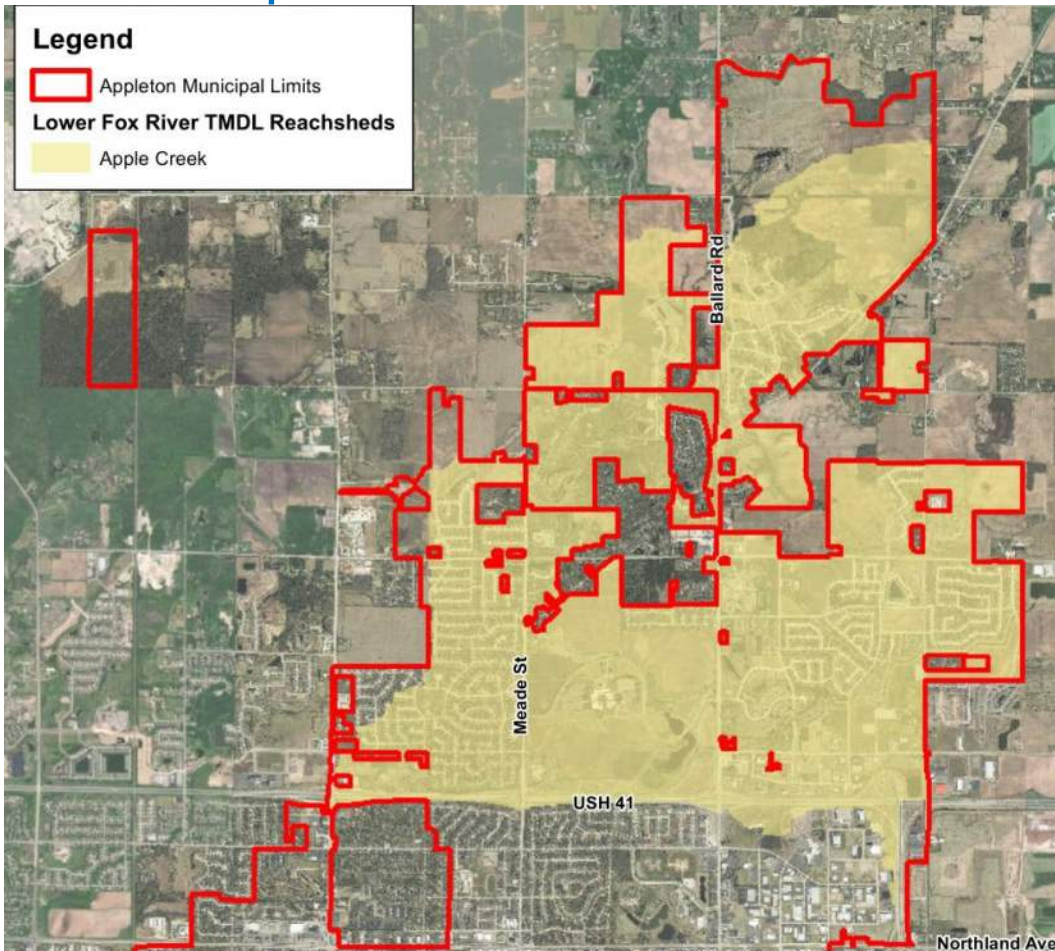 Legend
Appleton Municipal Limits
Lower Fox River TMDL Reachsheds
Apple Creek
Ballard Rd
Meade St
USH 41
Northland Ave